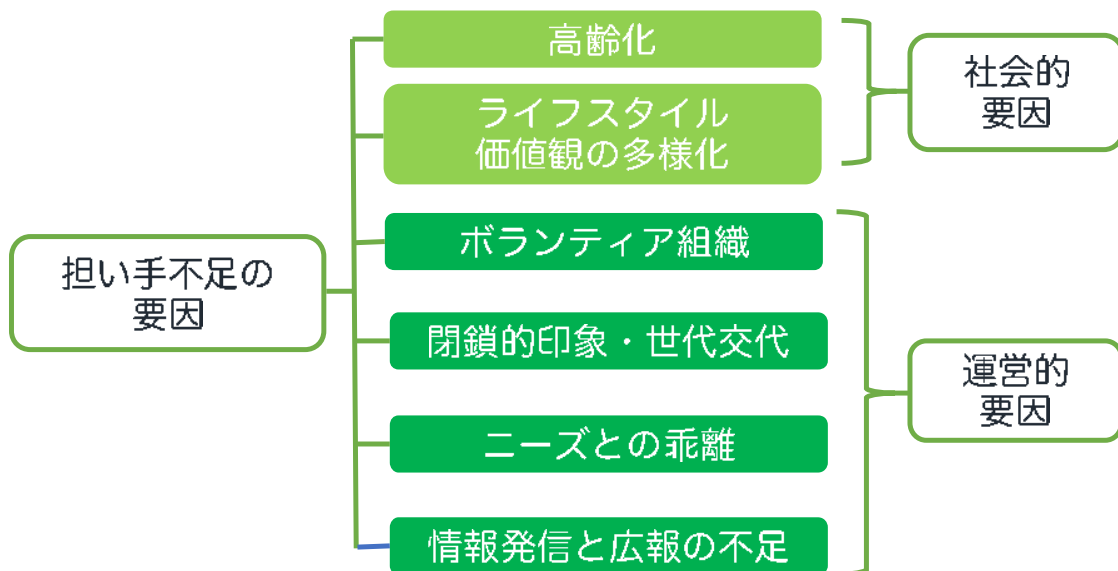 担い手不足の
要因
高齢化
ライフスタイル
価値観の多様化
ボランティア組織
閉鎖的印象・世代交代
ニーズとの乖離
情報発信と広報の不足
社会的
要因
運営的
要因